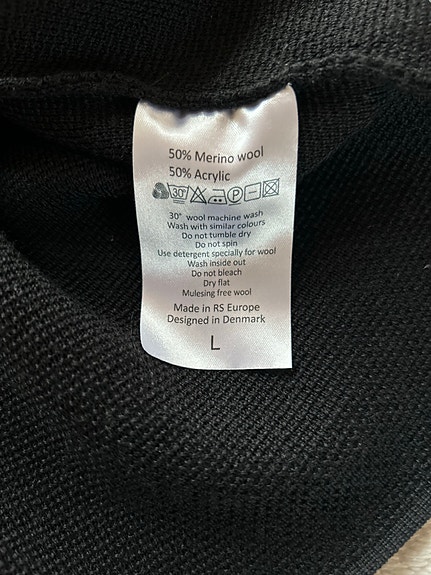 50% Merino wool
50% Acrylic
30° P
30° wool machine wash
Wash with similar colours
Do not tumble dry
Do not spin
Use detergent specially for wool
Wash inside out
Do not bleach
Dry flat
Mulesing free wool
Made in RS Europe
Designed in Denmark
L